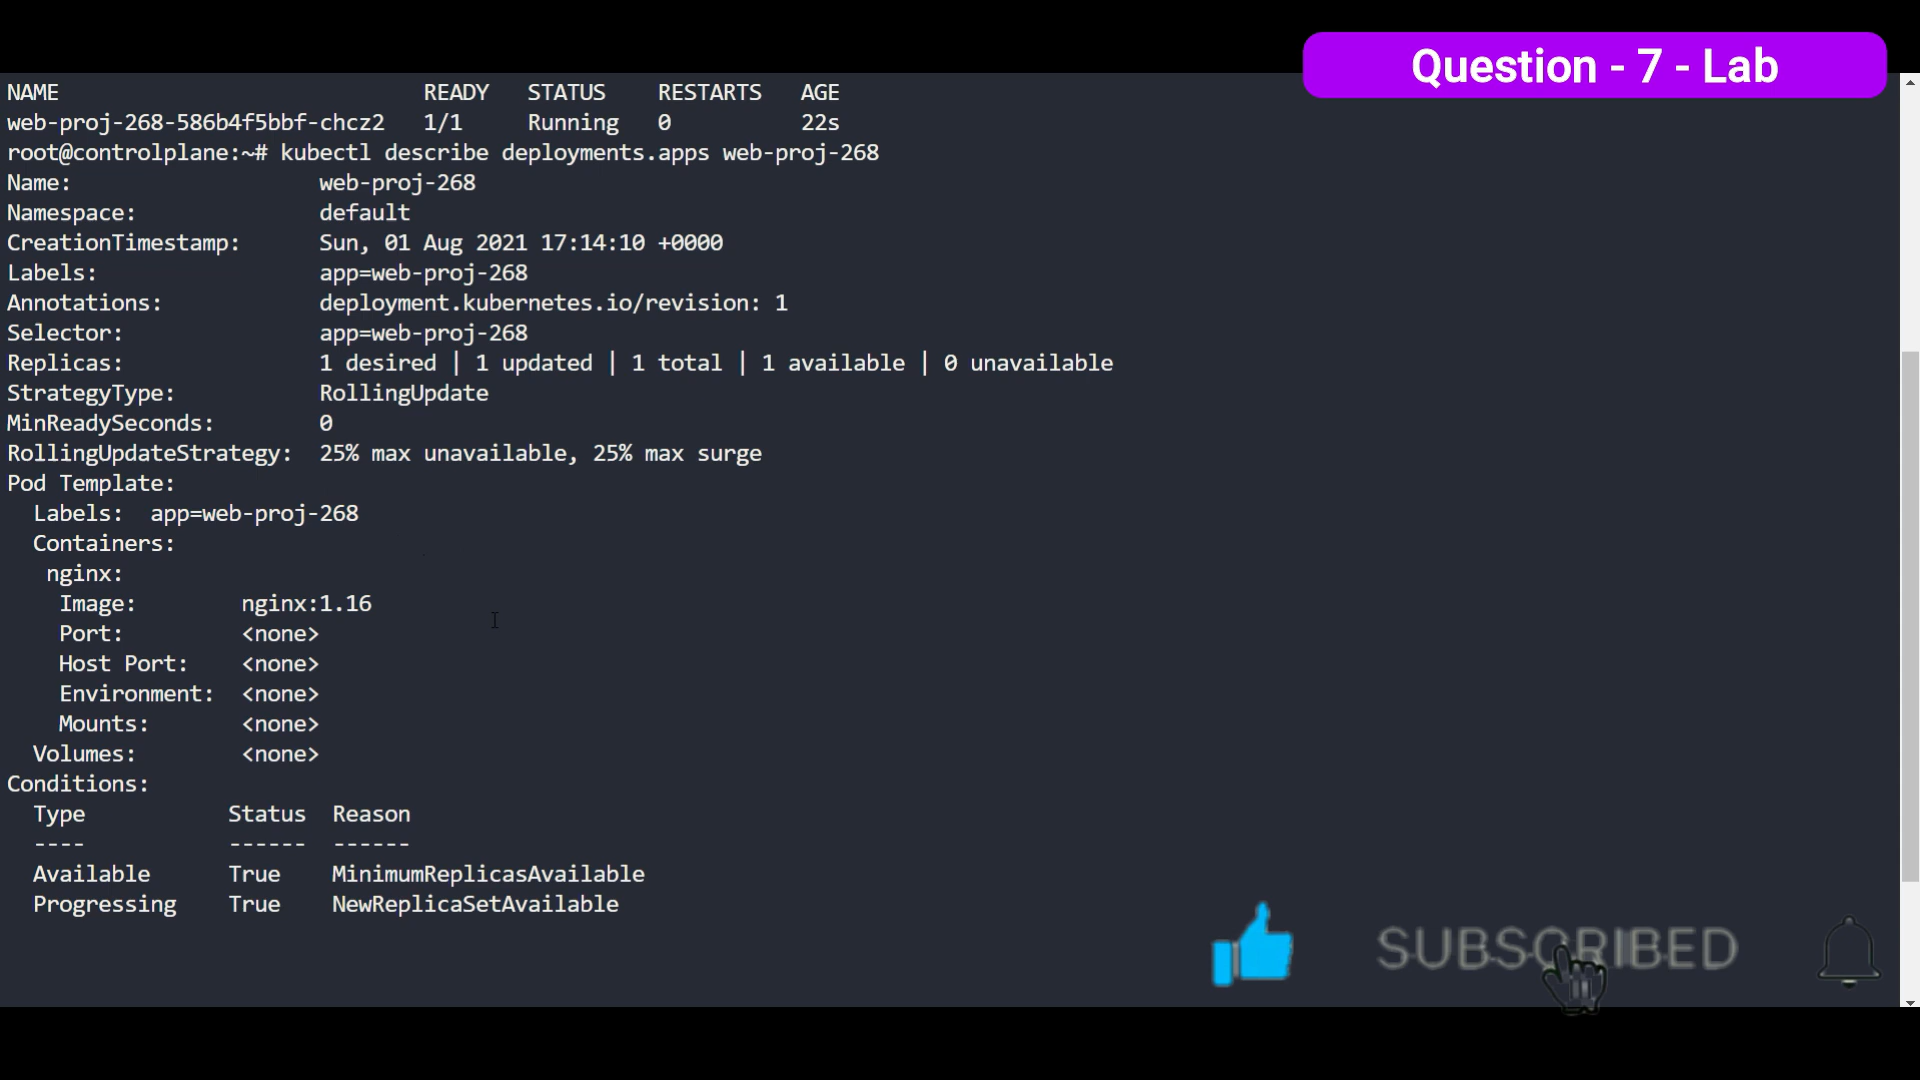 Question - 7 - Lab
NAME READY STATUS RESTARTS AGE
web-proj-268-586b4f5bbf-chcz2 1/1 Running 0 22s
root@controlplane:~# kubectl describe deployments.apps web-proj-268
Name: web-proj-268
Namespace: default
CreationTimestamp: Sun, 01 Aug 2021 17:14:10 +0000
Labels: app=web-proj-268
Annotations: deployment.kubernetes.io/revision: 1
Selector: app=web-proj-268
Replicas: 1 desired | 1 updated | 1 total | 1 available | 0 unavailable
StrategyType: RollingUpdate
MinReadySeconds: 0
RollingUpdateStrategy: 25% max unavailable, 25% max surge
Pod Template:
Labels: app=web-proj-268
Containers:
nginx:
Image: nginx:1.16
Port: <none>
Host Port: <none>
Environment: <none>
Mounts: <none>
Volumes: <none>
Conditions:
Type Status Reason
---- ------ ------
Available True MinimumReplicasAvailable
Progressing True NewReplicaSetAvailable
SUBSCRIBED